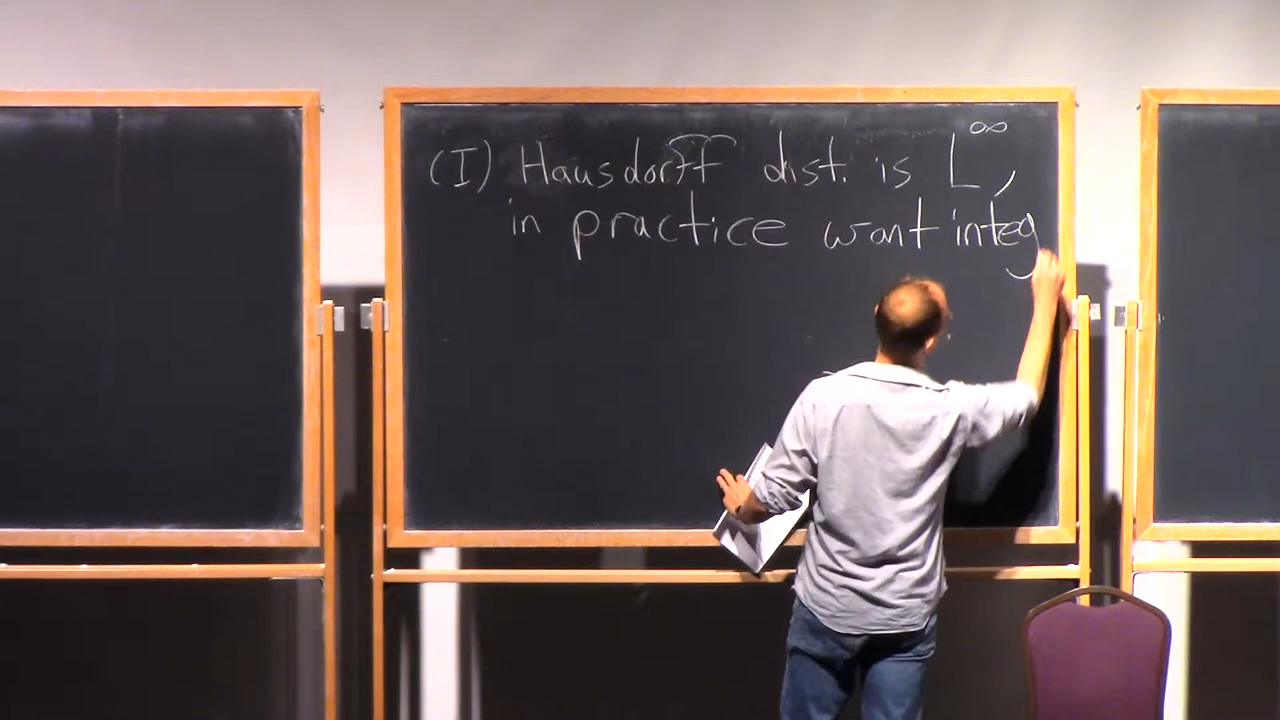 (I) Hausdorff dist. is L^∞,
in practice want integ